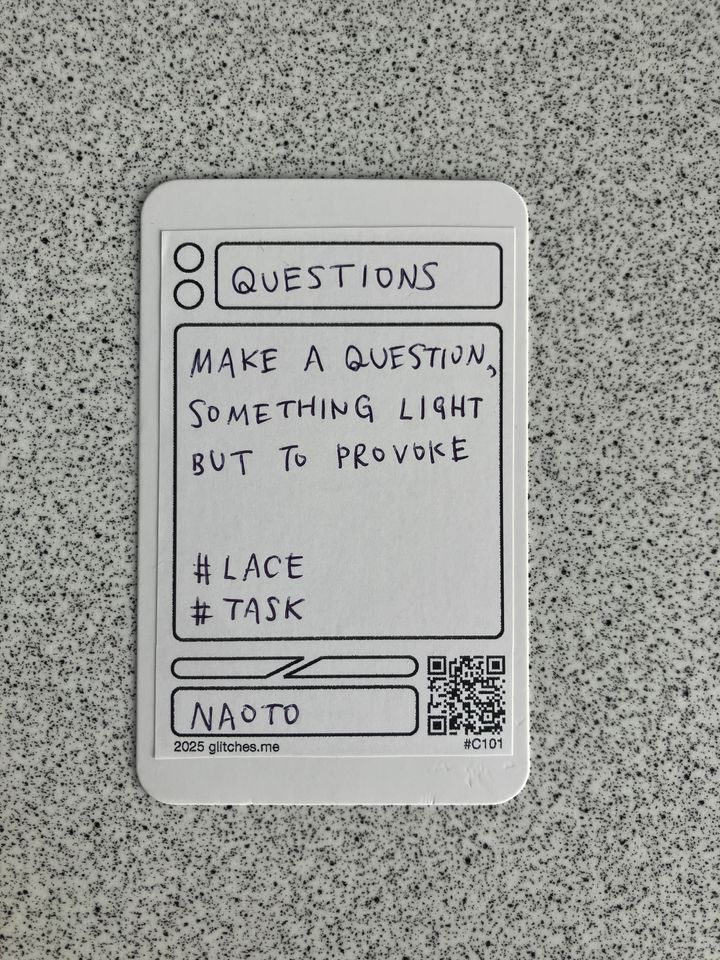 QUESTIONS
MAKE A QUESTION,
SOMETHING LIGHT
BUT TO PROVOKE
# LACE
# TASK
NAOTO
2025 glitches.me
#C101